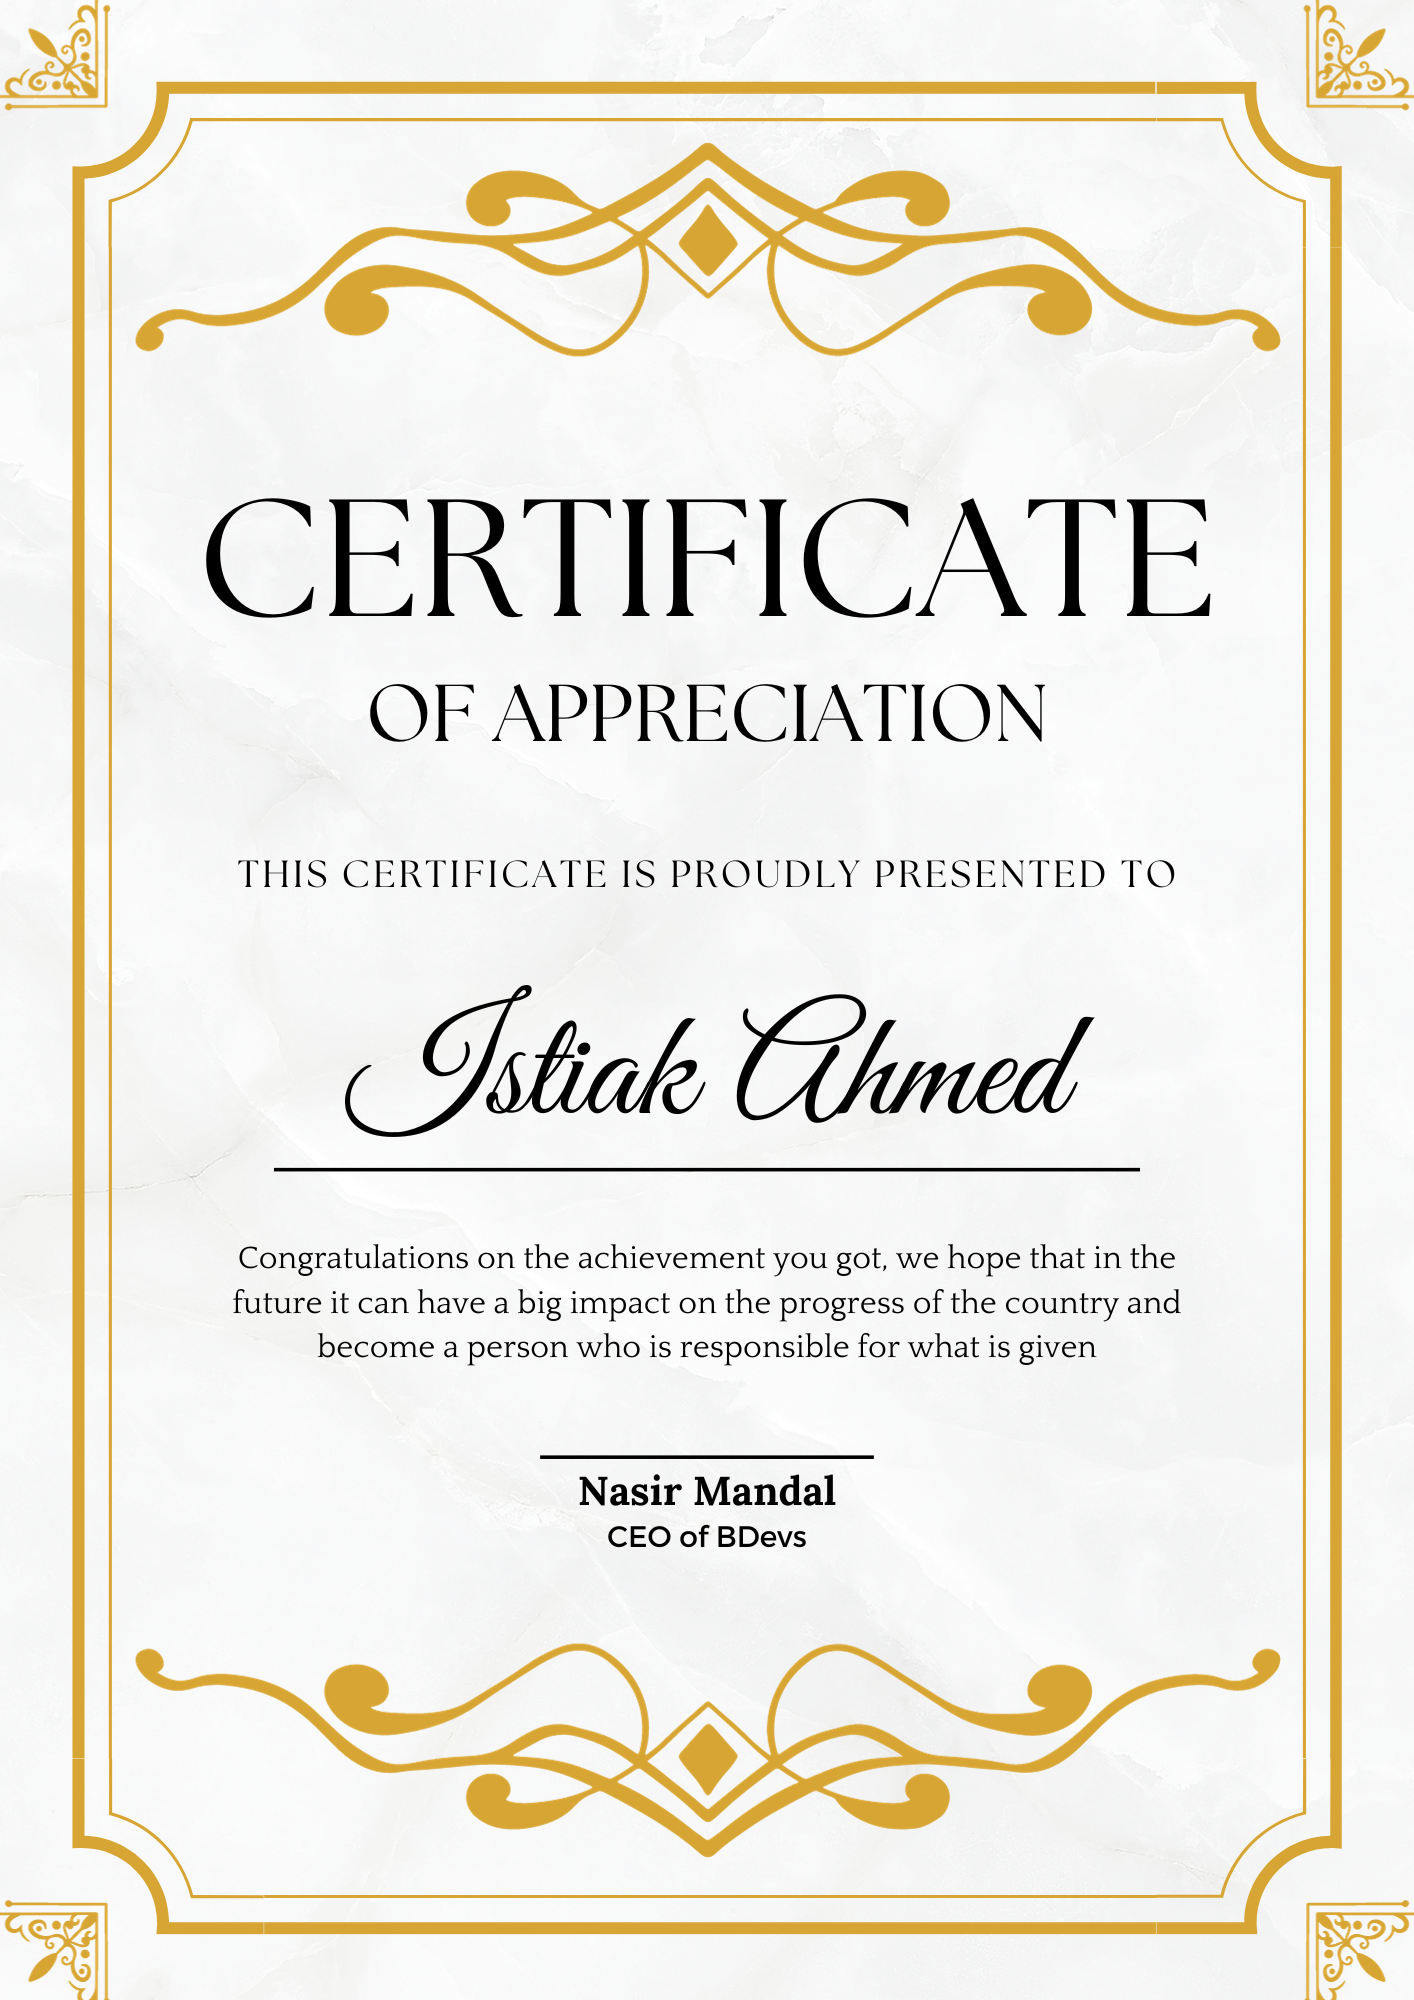 CERTIFICATE
OF APPRECIATION
THIS CERTIFICATE IS PROUDLY PRESENTED TO
Istiak Ahmed
Congratulations on the achievement you got, we hope that in the
future it can have a big impact on the progress of the country and
become a person who is responsible for what is given
Nasir Mandal
CEO of BDevs